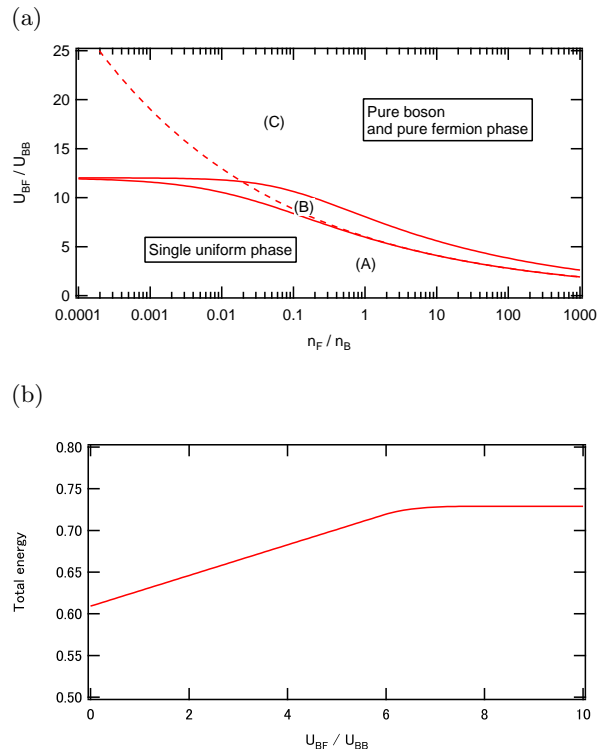 (a)
25
20
15
10
5
0
U_BF / U_BB
(C)
Pure boson
and pure fermion phase
(B)
Single uniform phase
(A)
0.0001 0.001 0.01 0.1 1 10 100 1000
n_F / n_B
(b)
0.80
0.75
0.70
0.65
0.60
0.55
0.50
Total energy
0 2 4 6 8 10
U_BF / U_BB